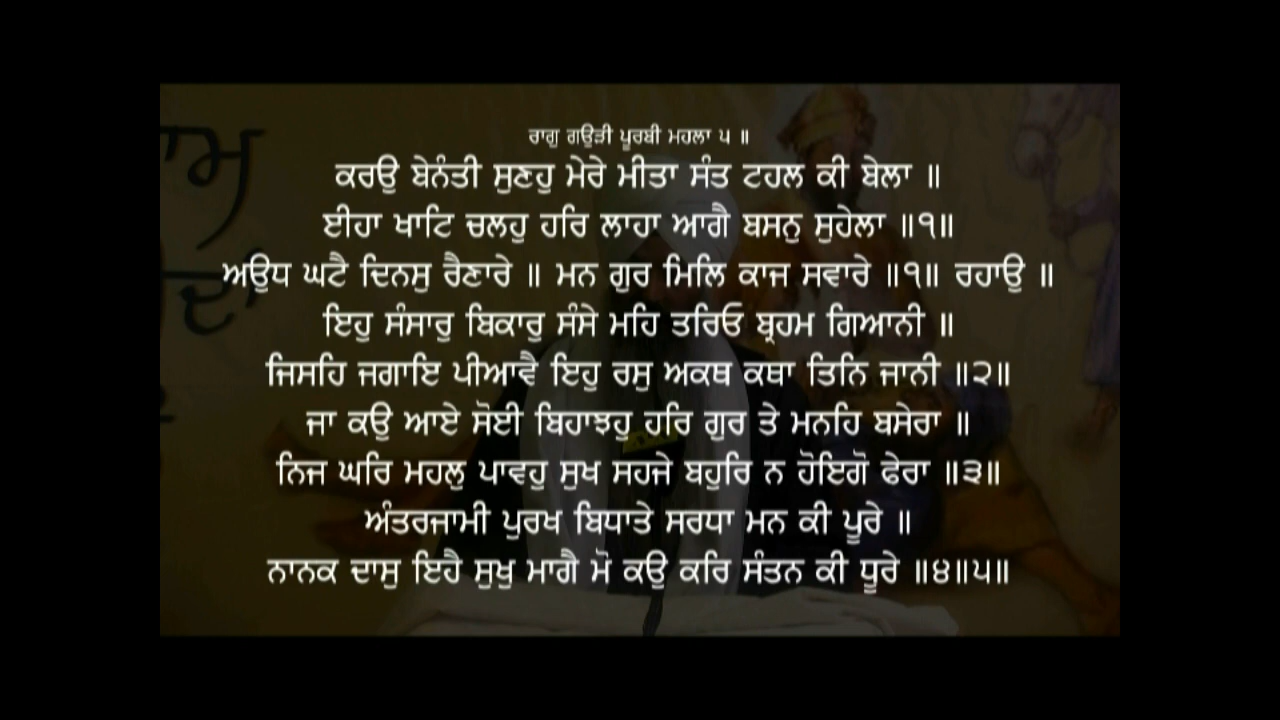 ਾਮ
ਦਾਂ
ਰਾਗੁ ਗਉੜੀ ਪੂਰਬੀ ਮਹਲਾ ੫ ॥
ਕਰਉ ਬੇਨੰਤੀ ਸੁਣਹੁ ਮੇਰੇ ਮੀਤਾ ਸੰਤ ਟਹਲ ਕੀ ਬੇਲਾ ॥
ਈਹਾ ਖਾਟਿ ਚਲਹੁ ਹਰਿ ਲਾਹਾ ਆਗੈ ਬਸਨੁ ਸੁਹੇਲਾ ॥੧॥
ਅਉਧ ਘਟੈ ਦਿਨਸੁ ਰੈਣਾਰੇ ॥ ਮਨ ਗੁਰ ਮਿਲਿ ਕਾਜ ਸਵਾਰੇ ॥੧॥ ਰਹਾਉ ॥
ਇਹੁ ਸੰਸਾਰੁ ਬਿਕਾਰੁ ਸੰਸੇ ਮਹਿ ਤਰਿਓ ਬ੍ਰਹਮ ਗਿਆਨੀ ॥
ਜਿਸਹਿ ਜਗਾਇ ਪੀਆਵੈ ਇਹੁ ਰਸੁ ਅਕਥ ਕਥਾ ਤਿਨਿ ਜਾਨੀ ॥੨॥
ਜਾ ਕਉ ਆਏ ਸੋਈ ਬਿਹਾਝਹੁ ਹਰਿ ਗੁਰ ਤੇ ਮਨਹਿ ਬਸੇਰਾ ॥
ਨਿਜ ਘਰਿ ਮਹਲੁ ਪਾਵਹੁ ਸੁਖ ਸਹਜੇ ਬਹੁਰਿ ਨ ਹੋਇਗੋ ਫੇਰਾ ॥੩॥
ਅੰਤਰਜਾਮੀ ਪੁਰਖ ਬਿਧਾਤੇ ਸਰਧਾ ਮਨ ਕੀ ਪੂਰੇ ॥
ਨਾਨਕ ਦਾਸੁ ਇਹੈ ਸੁਖੁ ਮਾਗੈ ਮੋ ਕਉ ਕਰਿ ਸੰਤਨ ਕੀ ਧੂਰੇ ॥੪॥੫॥